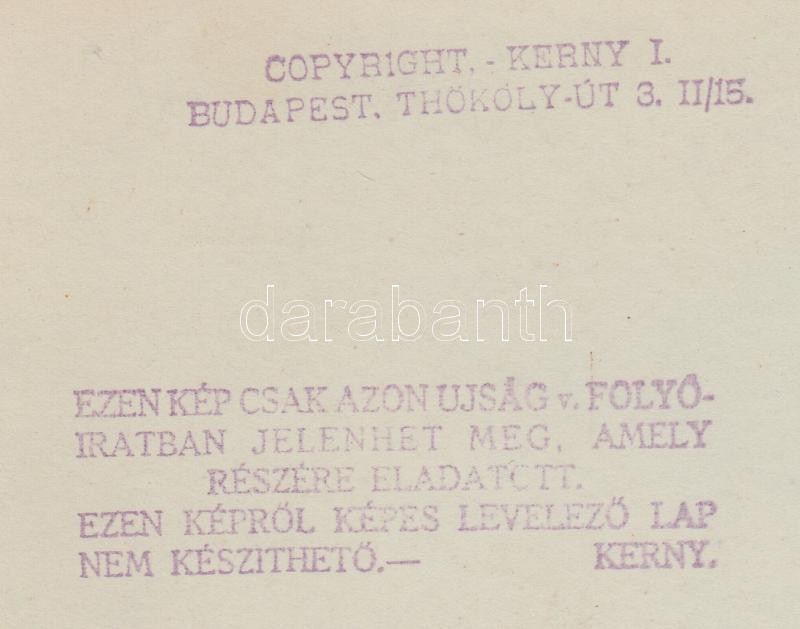 COPYRIGHT, - KERNY I.
BUDAPEST, THÖKÖLY-ÚT 3. II/15.
darabanth
EZEN KÉP CSAK AZON UJSÁG v. FOLYÓ-
IRATBAN JELENHET MEG, AMELY
RÉSZÉRE ELADATOTT.
EZEN KÉPRŐL KÉPES LEVELEZŐ LAP
NEM KÉSZITHETŐ.— KERNY.